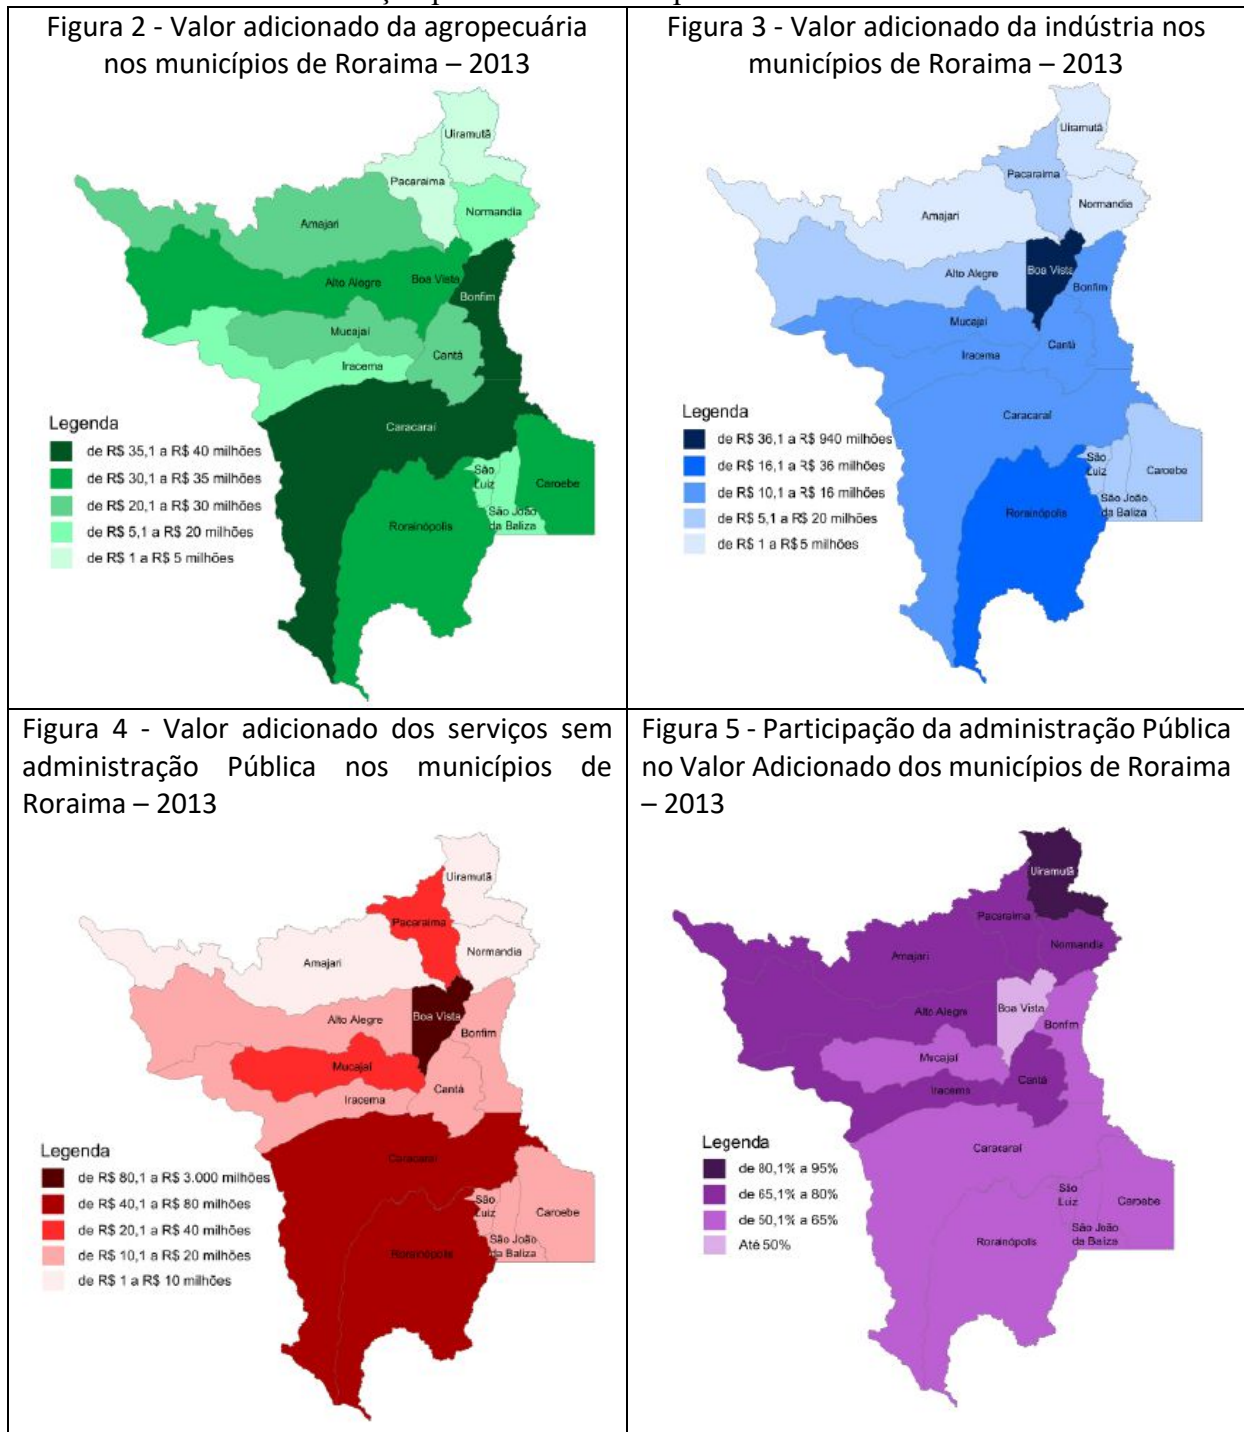 Figura 2 - Valor adicionado da agropecuária
nos municípios de Roraima – 2013
Uiramutã
Pacaraima
Normandia
Amajari
Alto Alegre
Boa Vista
Bonfim
Mucajaí
Cantá
Iracema
Caracaraí
São
Luiz
Caroebe
São João
da Baliza
Rorainópolis
Legenda
de R$ 35,1 a R$ 40 milhões
de R$ 30,1 a R$ 35 milhões
de R$ 20,1 a R$ 30 milhões
de R$ 5,1 a R$ 20 milhões
de R$ 1 a R$ 5 milhões
Figura 3 - Valor adicionado da indústria nos
municípios de Roraima – 2013
Uiramutã
Pacaraima
Normandia
Amajari
Alto Alegre
Boa Vista
Bonfim
Mucajaí
Cantá
Iracema
Caracaraí
São
Luiz
Caroebe
São João
da Baliza
Rorainópolis
Legenda
de R$ 36,1 a R$ 940 milhões
de R$ 16,1 a R$ 36 milhões
de R$ 10,1 a R$ 16 milhões
de R$ 5,1 a R$ 20 milhões
de R$ 1 a R$ 5 milhões
Figura 4 - Valor adicionado dos serviços sem
administração Pública nos municípios de
Roraima – 2013
Uiramutã
Pacaraima
Normandia
Amajari
Alto Alegre
Boa Vista
Bonfim
Mucajaí
Cantá
Iracema
Caracaraí
São
Luiz
Caroebe
São João
da Baliza
Rorainópolis
Legenda
de R$ 80,1 a R$ 3.000 milhões
de R$ 40,1 a R$ 80 milhões
de R$ 20,1 a R$ 40 milhões
de R$ 10,1 a R$ 20 milhões
de R$ 1 a R$ 10 milhões
Figura 5 - Participação da administração Pública
no Valor Adicionado dos municípios de Roraima
– 2013
Uiramutã
Pacaraima
Normandia
Amajari
Alto Alegre
Boa Vista
Bonfim
Mucajaí
Cantá
Iracema
Caracaraí
São
Luiz
Caroebe
São João
da Baliza
Rorainópolis
Legenda
de 80,1% a 95%
de 65,1% a 80%
de 50,1% a 65%
Até 50%